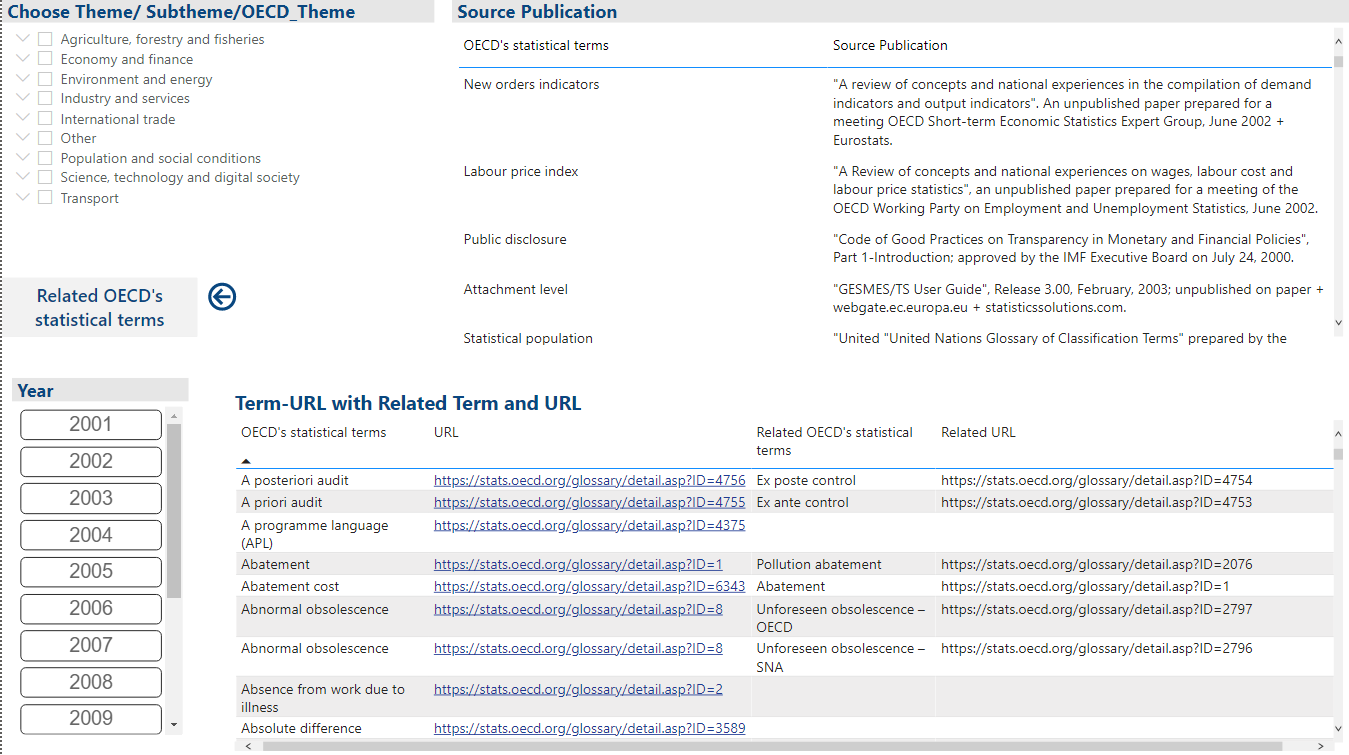 Choose Theme/ Subtheme/OECD_Theme
Agriculture, forestry and fisheries
Economy and finance
Environment and energy
Industry and services
International trade
Other
Population and social conditions
Science, technology and digital society
Transport
Source Publication
OECD's statistical terms Source Publication
New orders indicators "A review of concepts and national experiences in the compilation of demand
indicators and output indicators". An unpublished paper prepared for a
meeting OECD Short-term Economic Statistics Expert Group, June 2002 +
Eurostats.
Labour price index "A Review of concepts and national experiences on wages, labour cost and
labour price statistics", an unpublished paper prepared for a meeting of the
OECD Working Party on Employment and Unemployment Statistics, June 2002.
Public disclosure "Code of Good Practices on Transparency in Monetary and Financial Policies",
Part 1-Introduction; approved by the IMF Executive Board on July 24, 2000.
Attachment level "GESMES/TS User Guide", Release 3.00, February, 2003; unpublished on paper +
webgate.ec.europa.eu + statisticssolutions.com.
Statistical population "United "United Nations Glossary of Classification Terms" prepared by the
Related OECD's
statistical terms
Year
2001
2002
2003
2004
2005
2006
2007
2008
2009
Term-URL with Related Term and URL
OECD's statistical terms URL Related OECD's statistical Related URL
terms
A posteriori audit https://stats.oecd.org/glossary/detail.asp?ID=4756 Ex poste control https://stats.oecd.org/glossary/detail.asp?ID=4754
A priori audit https://stats.oecd.org/glossary/detail.asp?ID=4755 Ex ante control https://stats.oecd.org/glossary/detail.asp?ID=4753
A programme language https://stats.oecd.org/glossary/detail.asp?ID=4375
(APL)
Abatement https://stats.oecd.org/glossary/detail.asp?ID=1 Pollution abatement https://stats.oecd.org/glossary/detail.asp?ID=2076
Abatement cost https://stats.oecd.org/glossary/detail.asp?ID=6343 Abatement https://stats.oecd.org/glossary/detail.asp?ID=1
Abnormal obsolescence https://stats.oecd.org/glossary/detail.asp?ID=8 Unforeseen obsolescence – https://stats.oecd.org/glossary/detail.asp?ID=2797
OECD
Abnormal obsolescence https://stats.oecd.org/glossary/detail.asp?ID=8 Unforeseen obsolescence – https://stats.oecd.org/glossary/detail.asp?ID=2796
SNA
Absence from work due to https://stats.oecd.org/glossary/detail.asp?ID=2
illness
Absolute difference https://stats.oecd.org/glossary/detail.asp?ID=3589